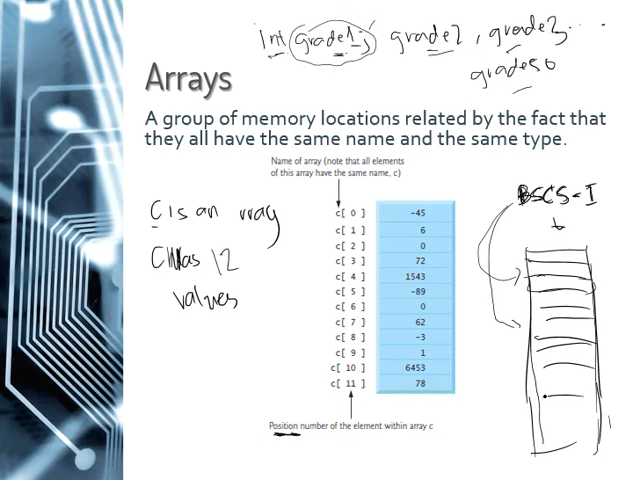 int grade1; grade2, grade3 ....
grade50
Arrays
A group of memory locations related by the fact that
they all have the same name and the same type.
Name of array (note that all elements
of this array have the same name, c)
BSCS-I
C is an array
C has 12
values
c[ 0 ] -45
c[ 1 ] 6
c[ 2 ] 0
c[ 3 ] 72
c[ 4 ] 1543
c[ 5 ] -89
c[ 6 ] 0
c[ 7 ] 62
c[ 8 ] -3
c[ 9 ] 1
c[ 10 ] 6453
c[ 11 ] 78
Position number of the element within array c